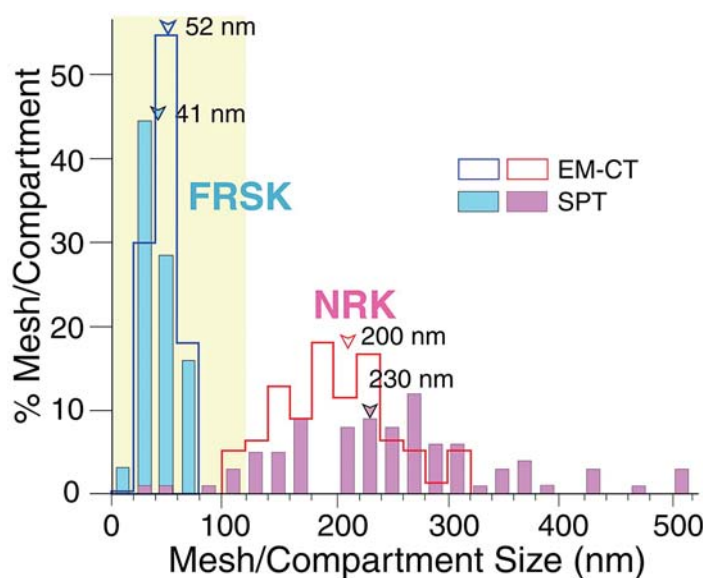 52 nm
50
41 nm
% Mesh/Compartment
40
EM-CT
FRSK
SPT
30
NRK
20
200 nm
230 nm
10
0
0 100 200 300 400 500
Mesh/Compartment Size (nm)